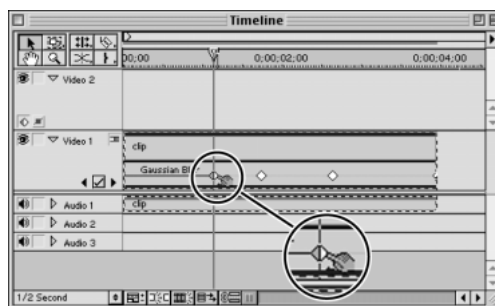 Timeline
00;00 0;00;02;00 0;00;04;00
Video 2
Video 1
clip
Gaussian
Audio 1
clip
Audio 2
Audio 3
1/2 Second